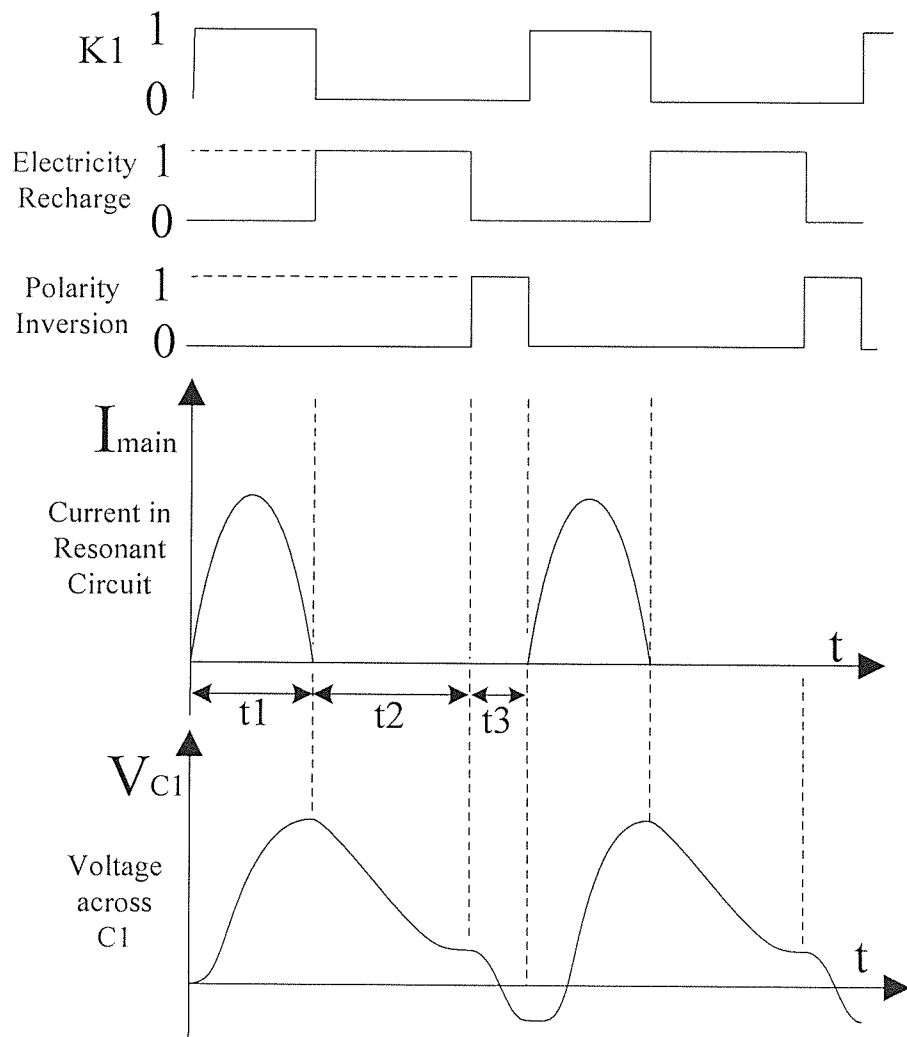 K1
1
0
Electricity
Recharge
1
0
Polarity
Inversion
1
0
Imain
Current in
Resonant
Circuit
t
t1
t2
t3
VC1
Voltage
across
C1
t